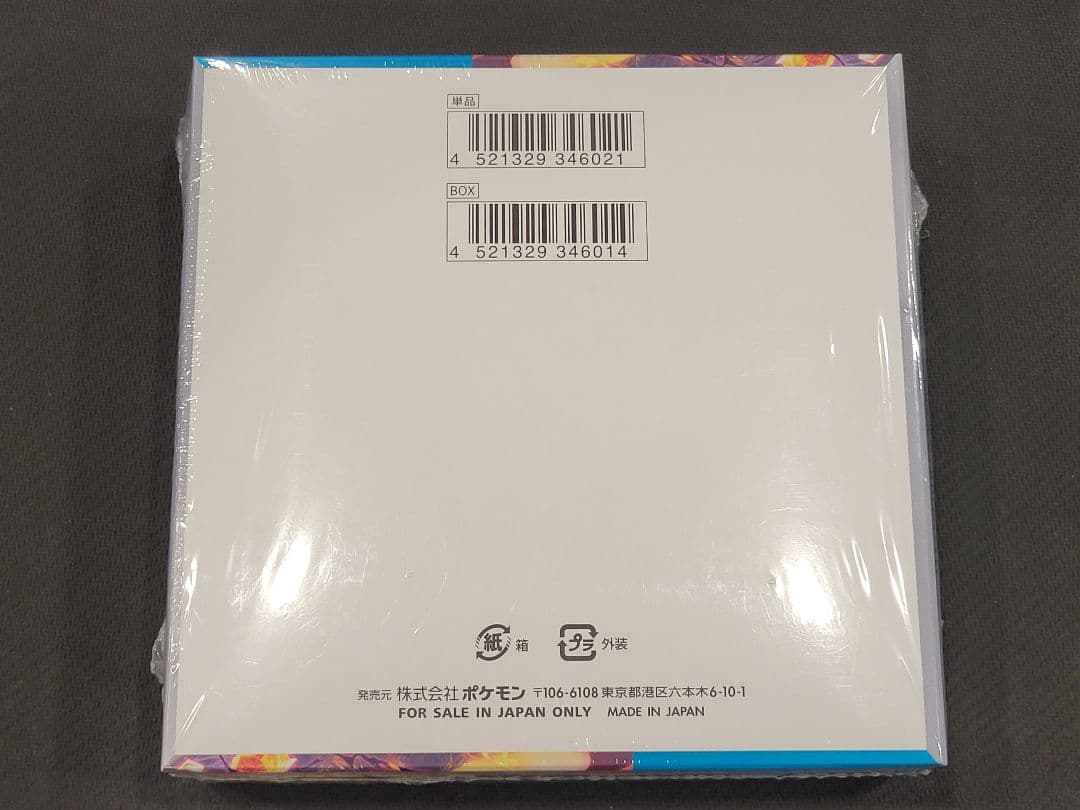 単品
4 521329 346021
BOX
4 521329 346014
紙 箱 プラ 外装
発売元 株式会社ポケモン 〒106-6108 東京都港区六本木6-10-1
FOR SALE IN JAPAN ONLY MADE IN JAPAN